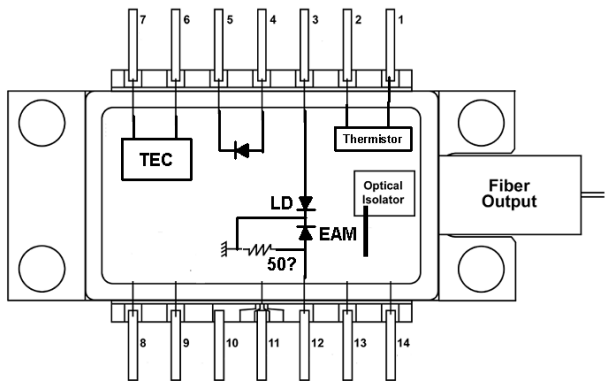 7 6 5 4 3 2 1
Thermistor
TEC
Optical
Isolator
Fiber
Output
LD
EAM
50?
8 9 10 11 12 13 14